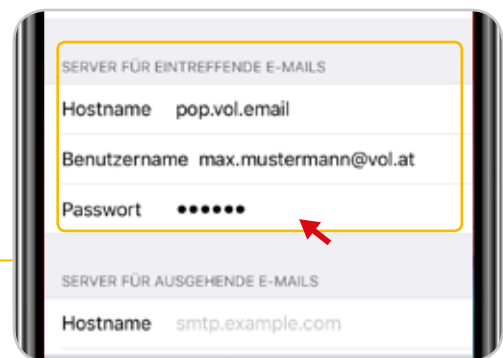 SERVER FÜR EINTREFFENDE E-MAILS
Hostname pop.vol.email
Benutzername max.mustermann@vol.at
Passwort ●●●●●●
SERVER FÜR AUSGEHENDE E-MAILS
Hostname smtp.example.com